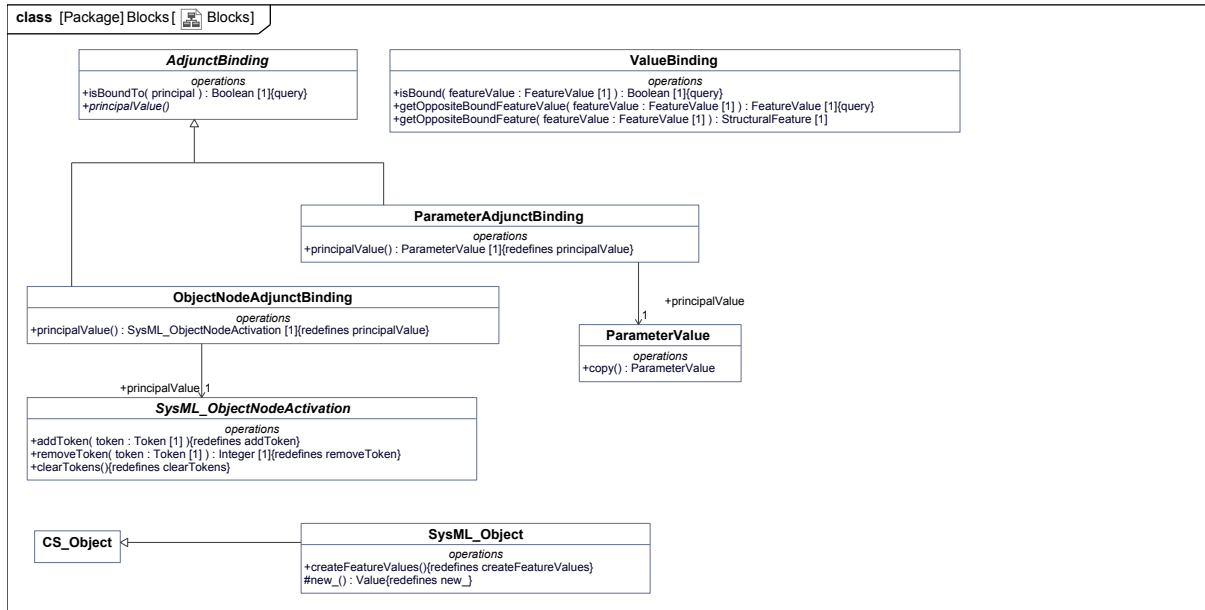 class [Package] Blocks [ Blocks]
AdjunctBinding
operations
+isBoundTo( principal ) : Boolean [1]{query}
+principalValue()
ValueBinding
operations
+isBound( featureValue : FeatureValue [1] ) : Boolean [1]{query}
+getOppositeBoundFeatureValue( featureValue : FeatureValue [1] ) : FeatureValue [1]{query}
+getOppositeBoundFeature( featureValue : FeatureValue [1] ) : StructuralFeature [1]
ParameterAdjunctBinding
operations
+principalValue() : ParameterValue [1]{redefines principalValue}
ObjectNodeAdjunctBinding
operations
+principalValue() : SysML_ObjectNodeActivation [1]{redefines principalValue}
+principalValue
1
ParameterValue
operations
+copy() : ParameterValue
+principalValue 1
SysML_ObjectNodeActivation
operations
+addToken( token : Token [1] ){redefines addToken}
+removeToken( token : Token [1] ) : Integer [1]{redefines removeToken}
+clearTokens(){redefines clearTokens}
CS_Object
SysML_Object
operations
+createFeatureValues(){redefines createFeatureValues}
#new_() : Value{redefines new_}